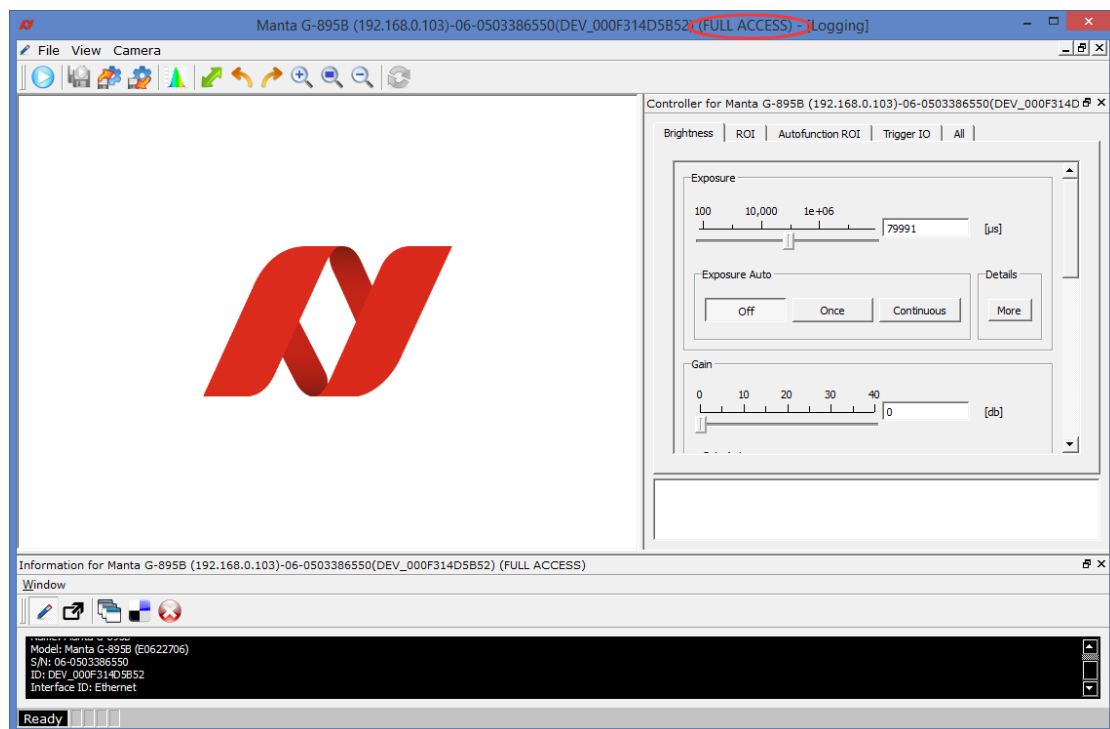 Manta G-895B (192.168.0.103)-06-0503386550(DEV_000F314D5B52) (FULL ACCESS) - [Logging]
File View Camera
Controller for Manta G-895B (192.168.0.103)-06-0503386550(DEV_000F314D
Brightness ROI Autofunction ROI Trigger IO All
Exposure
100 10,000 1e+06
79991 [µs]
Exposure Auto Details
Off Once Continuous More
Gain
0 10 20 30 40
0 [db]
Information for Manta G-895B (192.168.0.103)-06-0503386550(DEV_000F314D5B52) (FULL ACCESS)
Window
Name: Manta G-895B
Model: Manta G-895B (E0622706)
S/N: 06-0503386550
ID: DEV_000F314D5B52
Interface ID: Ethernet
Ready